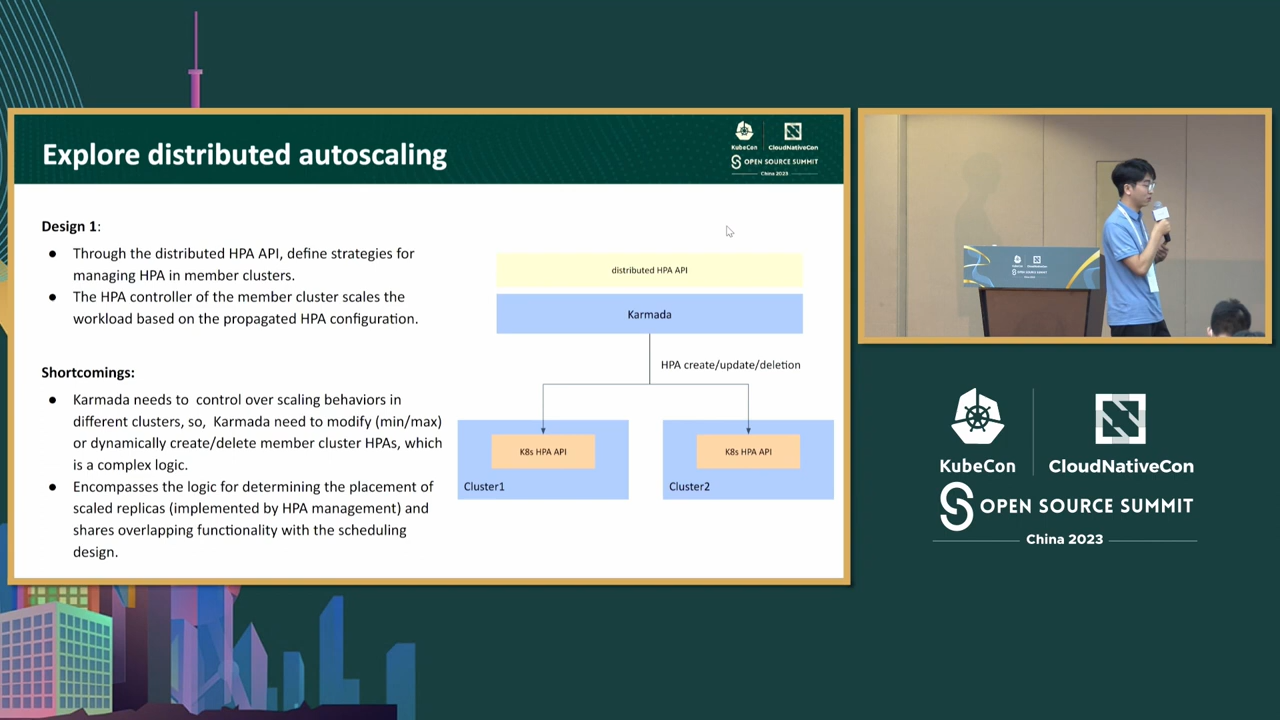 Explore distributed autoscaling
KubeCon
CloudNativeCon
OPEN SOURCE SUMMIT
China 2023
Design 1:
● Through the distributed HPA API, define strategies for
managing HPA in member clusters.
● The HPA controller of the member cluster scales the
workload based on the propagated HPA configuration.
Shortcomings:
● Karmada needs to control over scaling behaviors in
different clusters, so, Karmada need to modify (min/max)
or dynamically create/delete member cluster HPAs, which
is a complex logic.
● Encompasses the logic for determining the placement of
scaled replicas (implemented by HPA management) and
shares overlapping functionality with the scheduling
design.
distributed HPA API
Karmada
HPA create/update/deletion
K8s HPA API
Cluster1
K8s HPA API
Cluster2
KubeCon
CloudNativeCon
OPEN SOURCE SUMMIT
China 2023